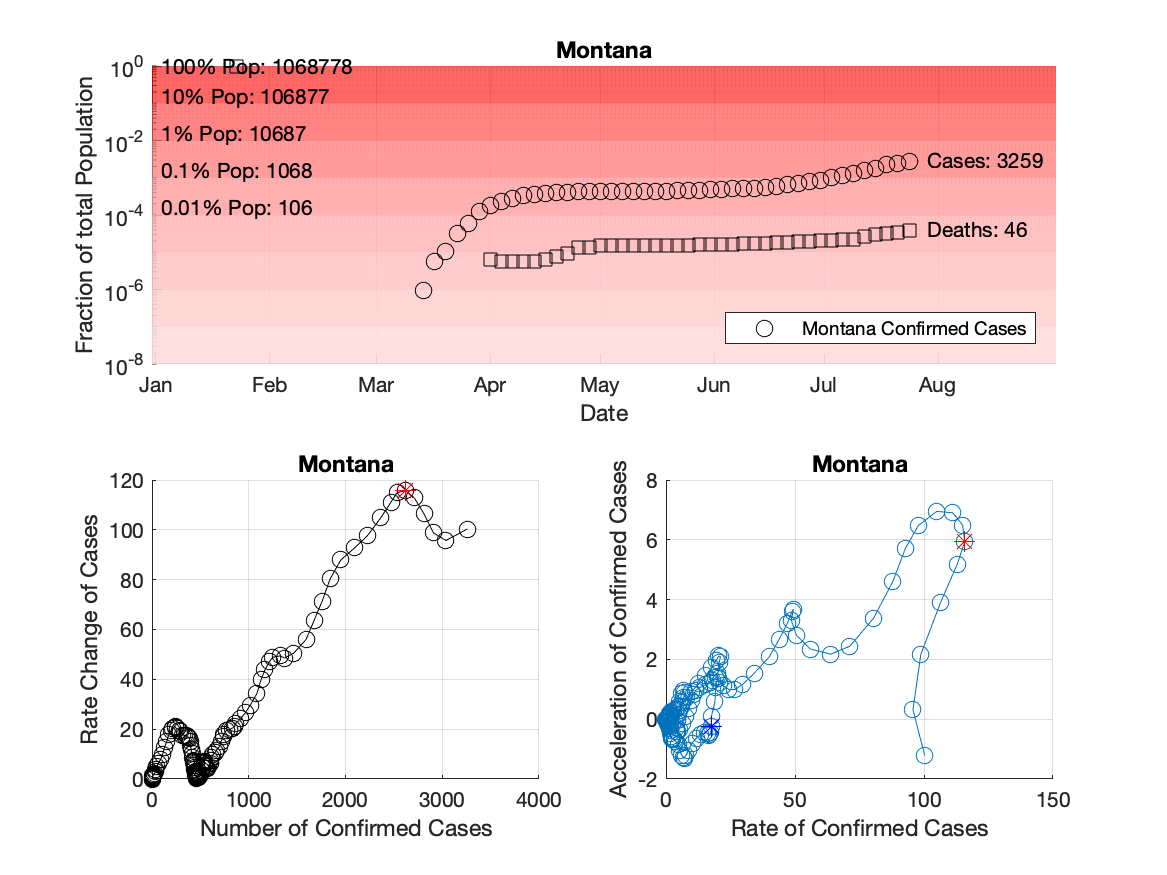 Montana
10^0
10^-2
10^-4
10^-6
10^-8
Fraction of total Population
100% Pop: 1068778
10% Pop: 106877
1% Pop: 10687
0.1% Pop: 1068
0.01% Pop: 106
Cases: 3259
Deaths: 46
Montana Confirmed Cases
Jan Feb Mar Apr May Jun Jul Aug
Date
Montana
120
100
80
60
40
20
0
Rate Change of Cases
0 1000 2000 3000 4000
Number of Confirmed Cases
Montana
8
6
4
2
0
-2
Acceleration of Confirmed Cases
0 50 100 150
Rate of Confirmed Cases